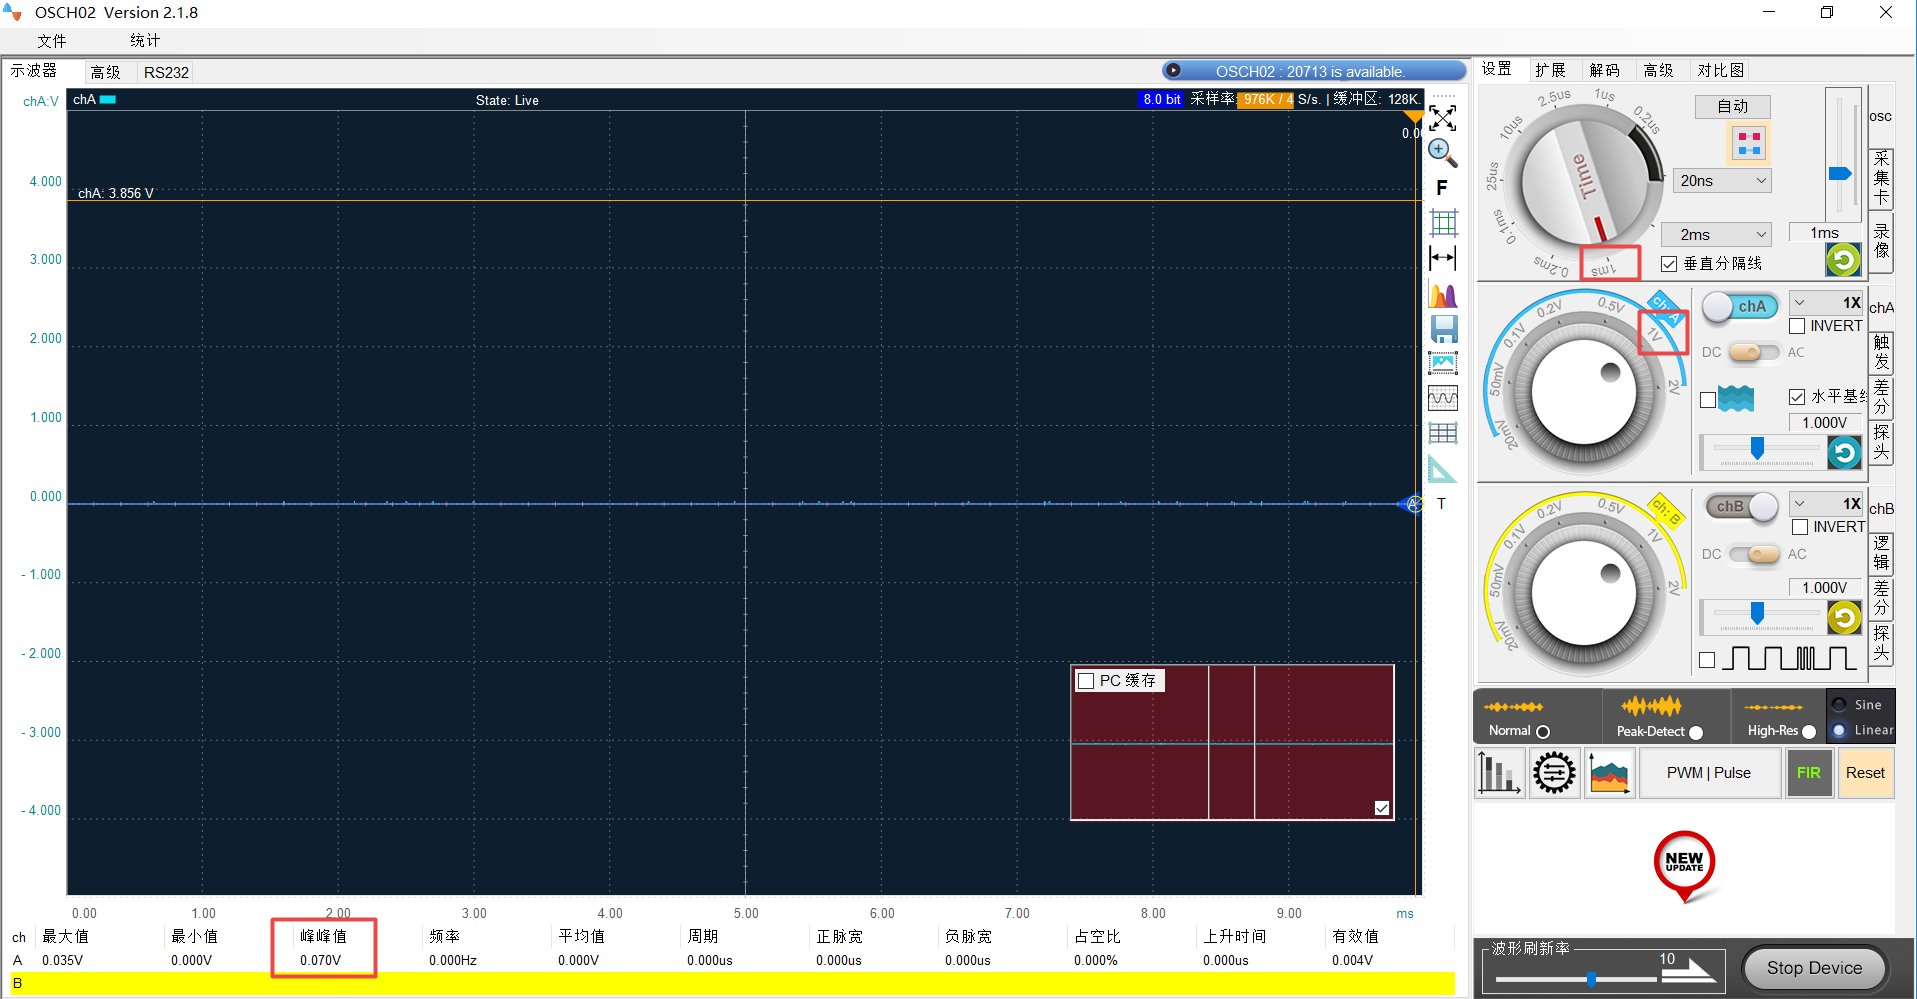 OSCH02 Version 2.1.8
文件 统计
示波器 高级 RS232
OSCH02 : 20713 is available.
chA:V
chA
State: Live
8.0 bit 采样率: 976K / 4 S/s. | 缓冲区: 128K.
0.0
4.000
chA: 3.856 V
3.000
2.000
1.000
0.000
- 1.000
- 2.000
- 3.000
- 4.000
A
PC 缓存
0.00 1.00 2.00 3.00 4.00 5.00 6.00 7.00 8.00 9.00 ms
F
T
ch 最大值 最小值 峰峰值 频率 平均值 周期 正脉宽 负脉宽 占空比 上升时间 有效值
A 0.035V 0.000V 0.070V 0.000Hz 0.000V 0.000us 0.000us 0.000us 0.000% 0.000us 0.004V
B
设置 扩展 解码 高级 对比图
2.5us 1us 0.2us 10us 25us 0.1ms 0.2ms 1ms
Time
自动
20ns
2ms
1ms
垂直分隔线
osc
采集卡
录像
20mV 50mV 0.1V 0.2V 0.5V 1V 2V
ch: A
chA
1X
INVERT
DC AC
水平基线
1.000V
chA
触发
差分
探头
20mV 50mV 0.1V 0.2V 0.5V 1V 2V
ch: B
chB
1X
INVERT
DC AC
1.000V
chB
逻辑
差分
探头
Normal Peak-Detect High-Res
Sine
Linear
PWM | Pulse FIR Reset
NEW
UPDATE
波形刷新率
10
Stop Device